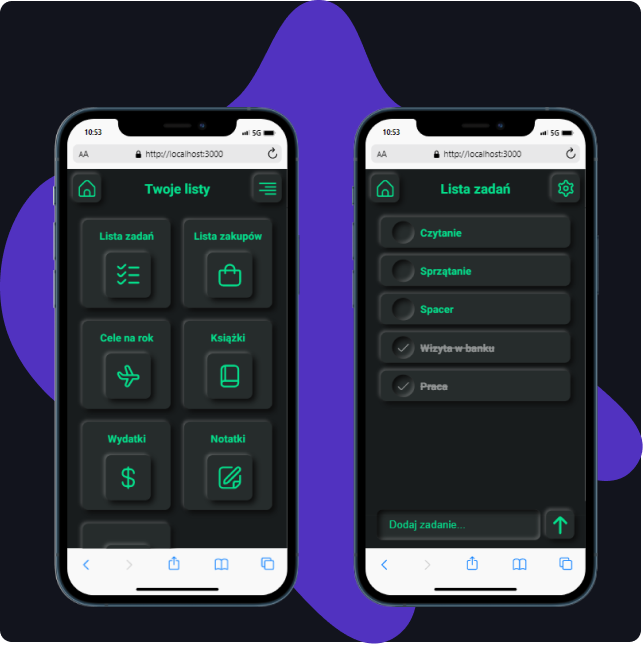 10:53
5G
AA
http://localhost:3000
Twoje listy
Lista zadań
Lista zakupów
Cele na rok
Książki
Wydatki
Notatki
10:53
5G
AA
http://localhost:3000
Lista zadań
Czytanie
Sprzątanie
Spacer
Wizyta w banku
Praca
Dodaj zadanie...